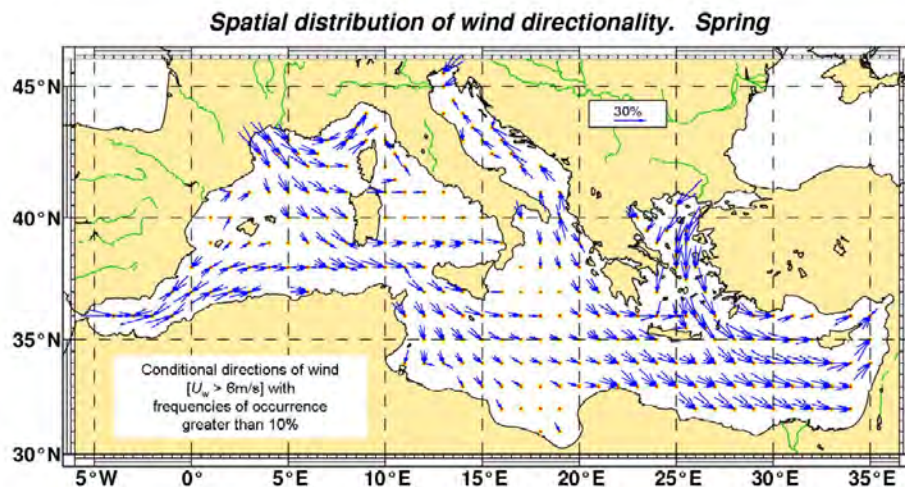 Spatial distribution of wind directionality. Spring
45°N
40°N
35°N
30°N
30%
Conditional directions of wind
[Uw > 6m/s] with
frequencies of occurrence
greater than 10%
5°W 0° 5°E 10°E 15°E 20°E 25°E 30°E 35°E